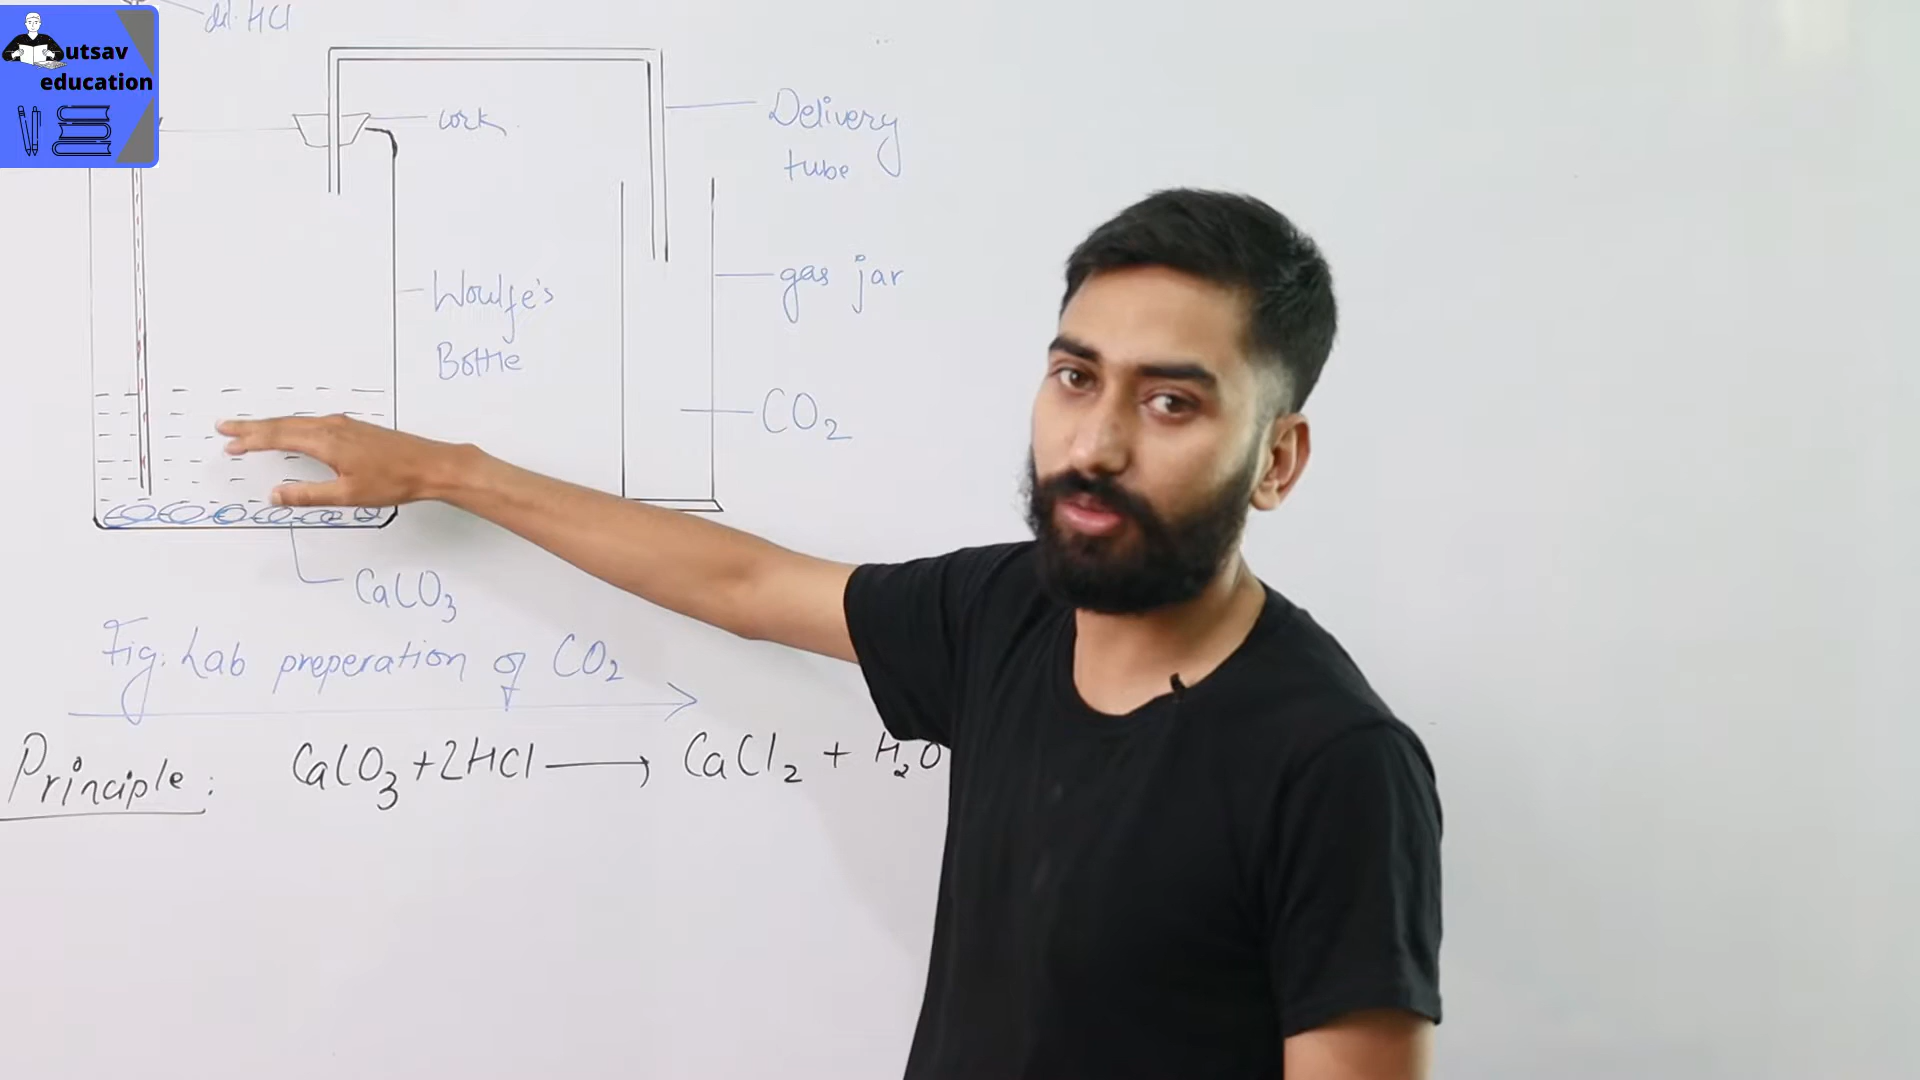 dil. HCl
utsav
education
cork
Delivery
tube
Woulfe's
Bottle
gas jar
CO2
CaCO3
Fig: Lab preperation of CO2
Principle: CaCO3 + 2HCl → CaCl2 + H2O